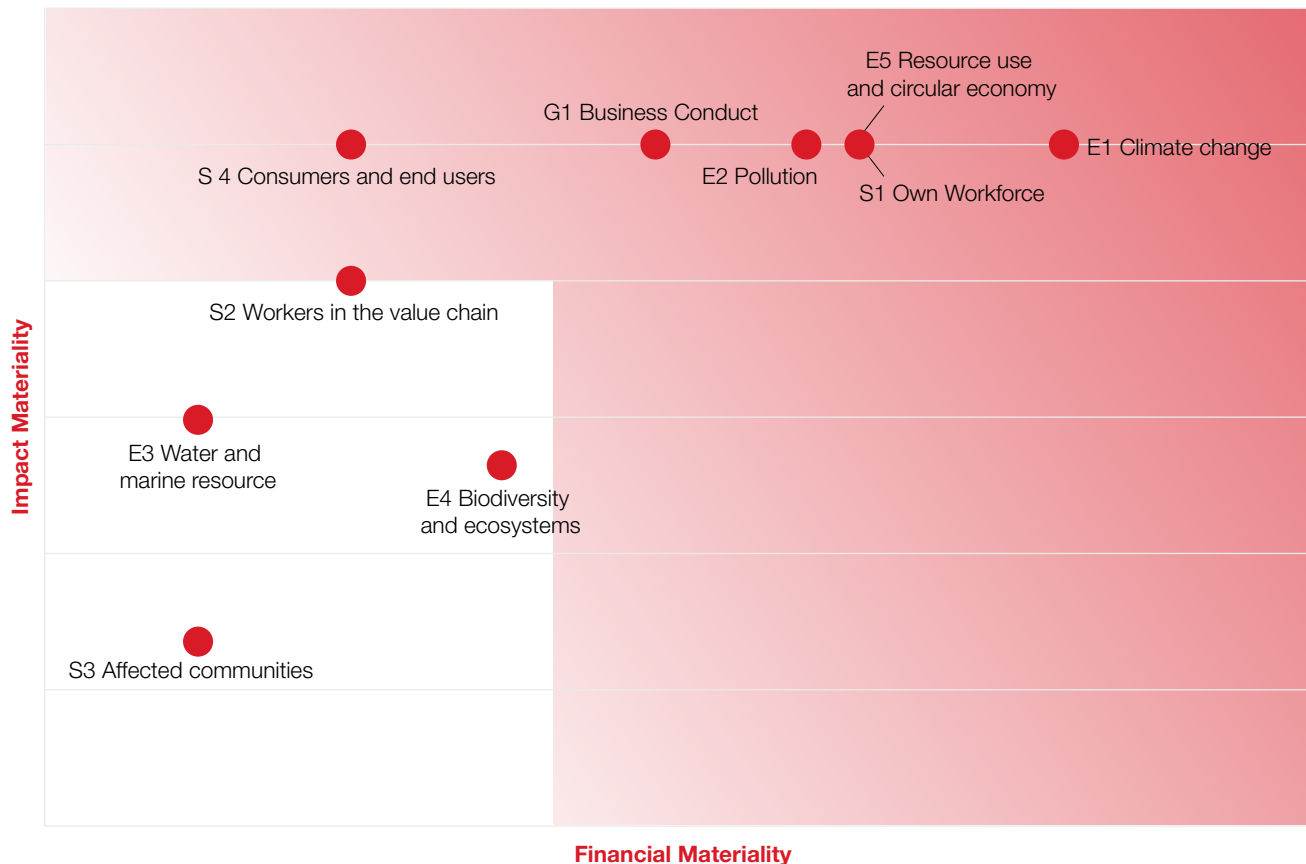 E5 Resource use
and circular economy
G1 Business Conduct
E1 Climate change
S 4 Consumers and end users
E2 Pollution
S1 Own Workforce
S2 Workers in the value chain
Impact Materiality
E3 Water and
marine resource
E4 Biodiversity
and ecosystems
S3 Affected communities
Financial Materiality